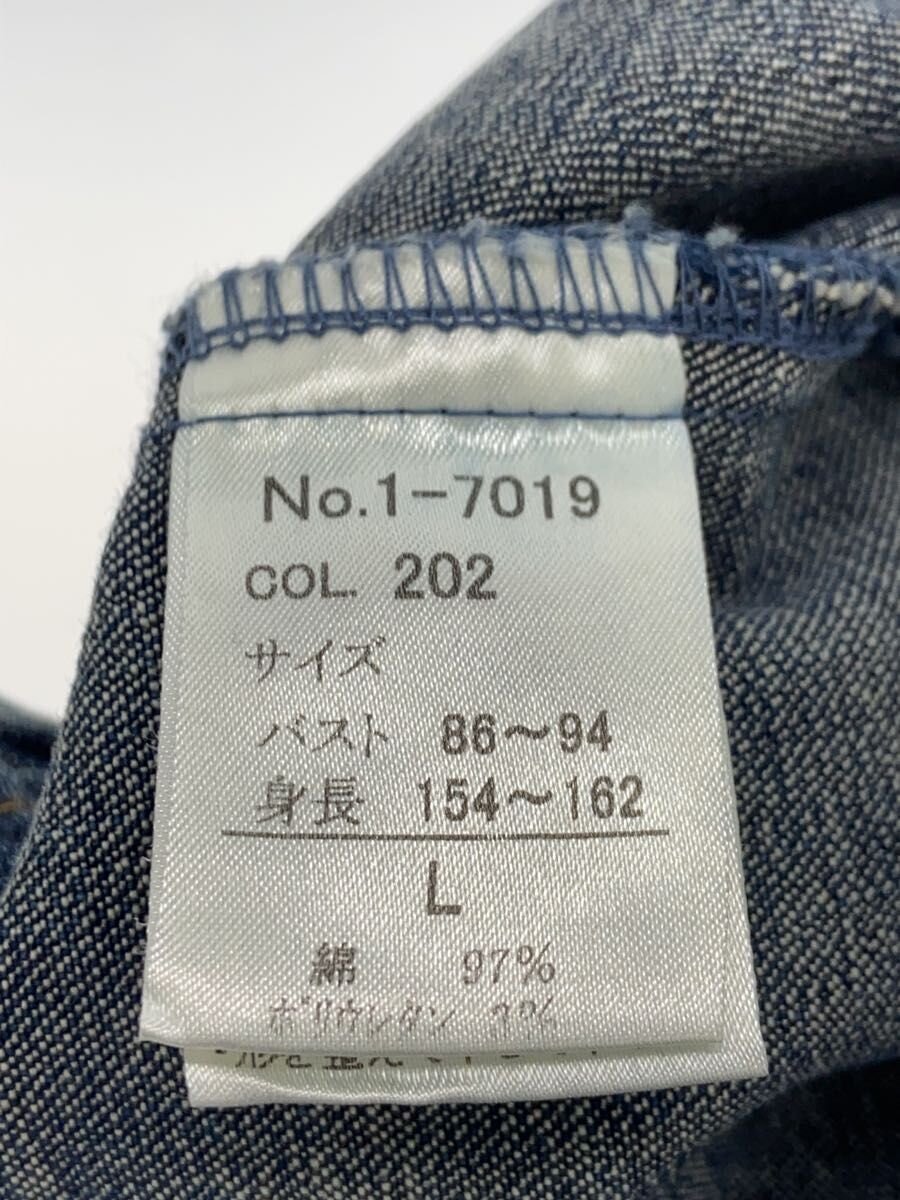 No.1-7019
COL. 202
サイズ
バスト 86～94
身長 154～162
L
綿 97%
ポリウレタン 3%